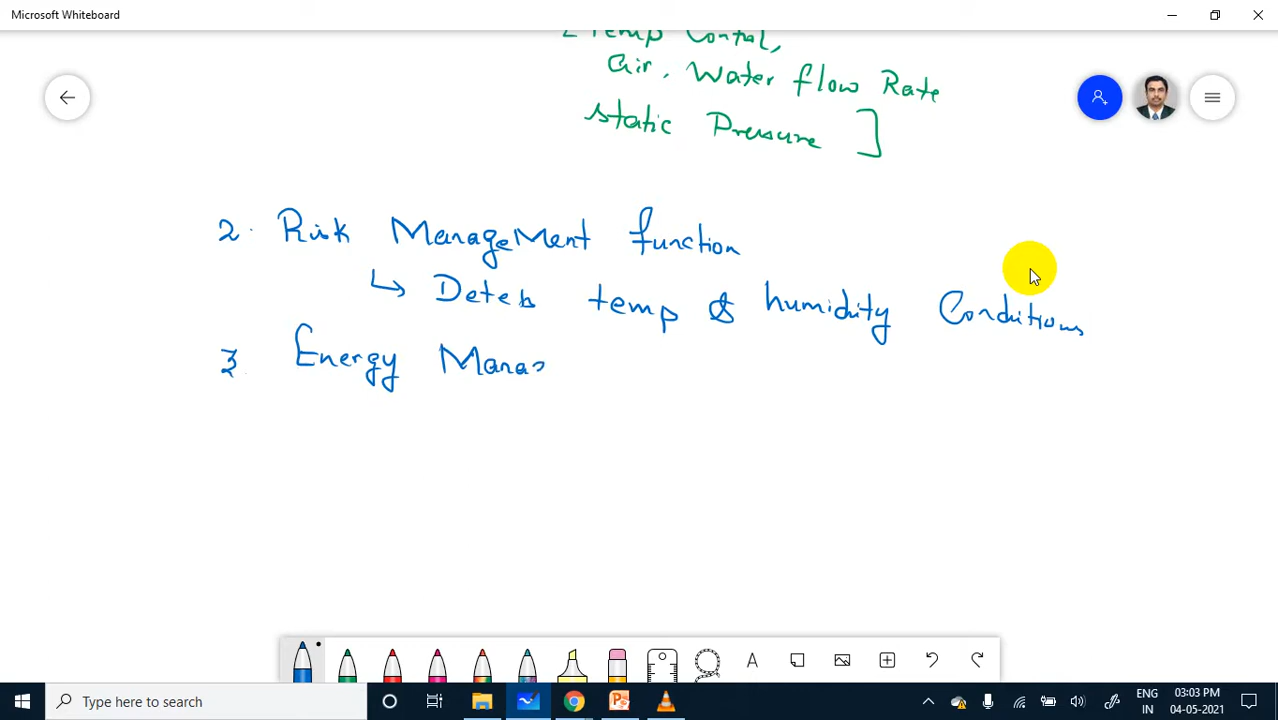 Microsoft Whiteboard
[Temp Control,
air, Water flow Rate
static Pressure ]
2. Risk Management function
↳ Detects temp & humidity Conditions
3. Energy Manag
Type here to search
ENG
IN
03:03 PM
04-05-2021